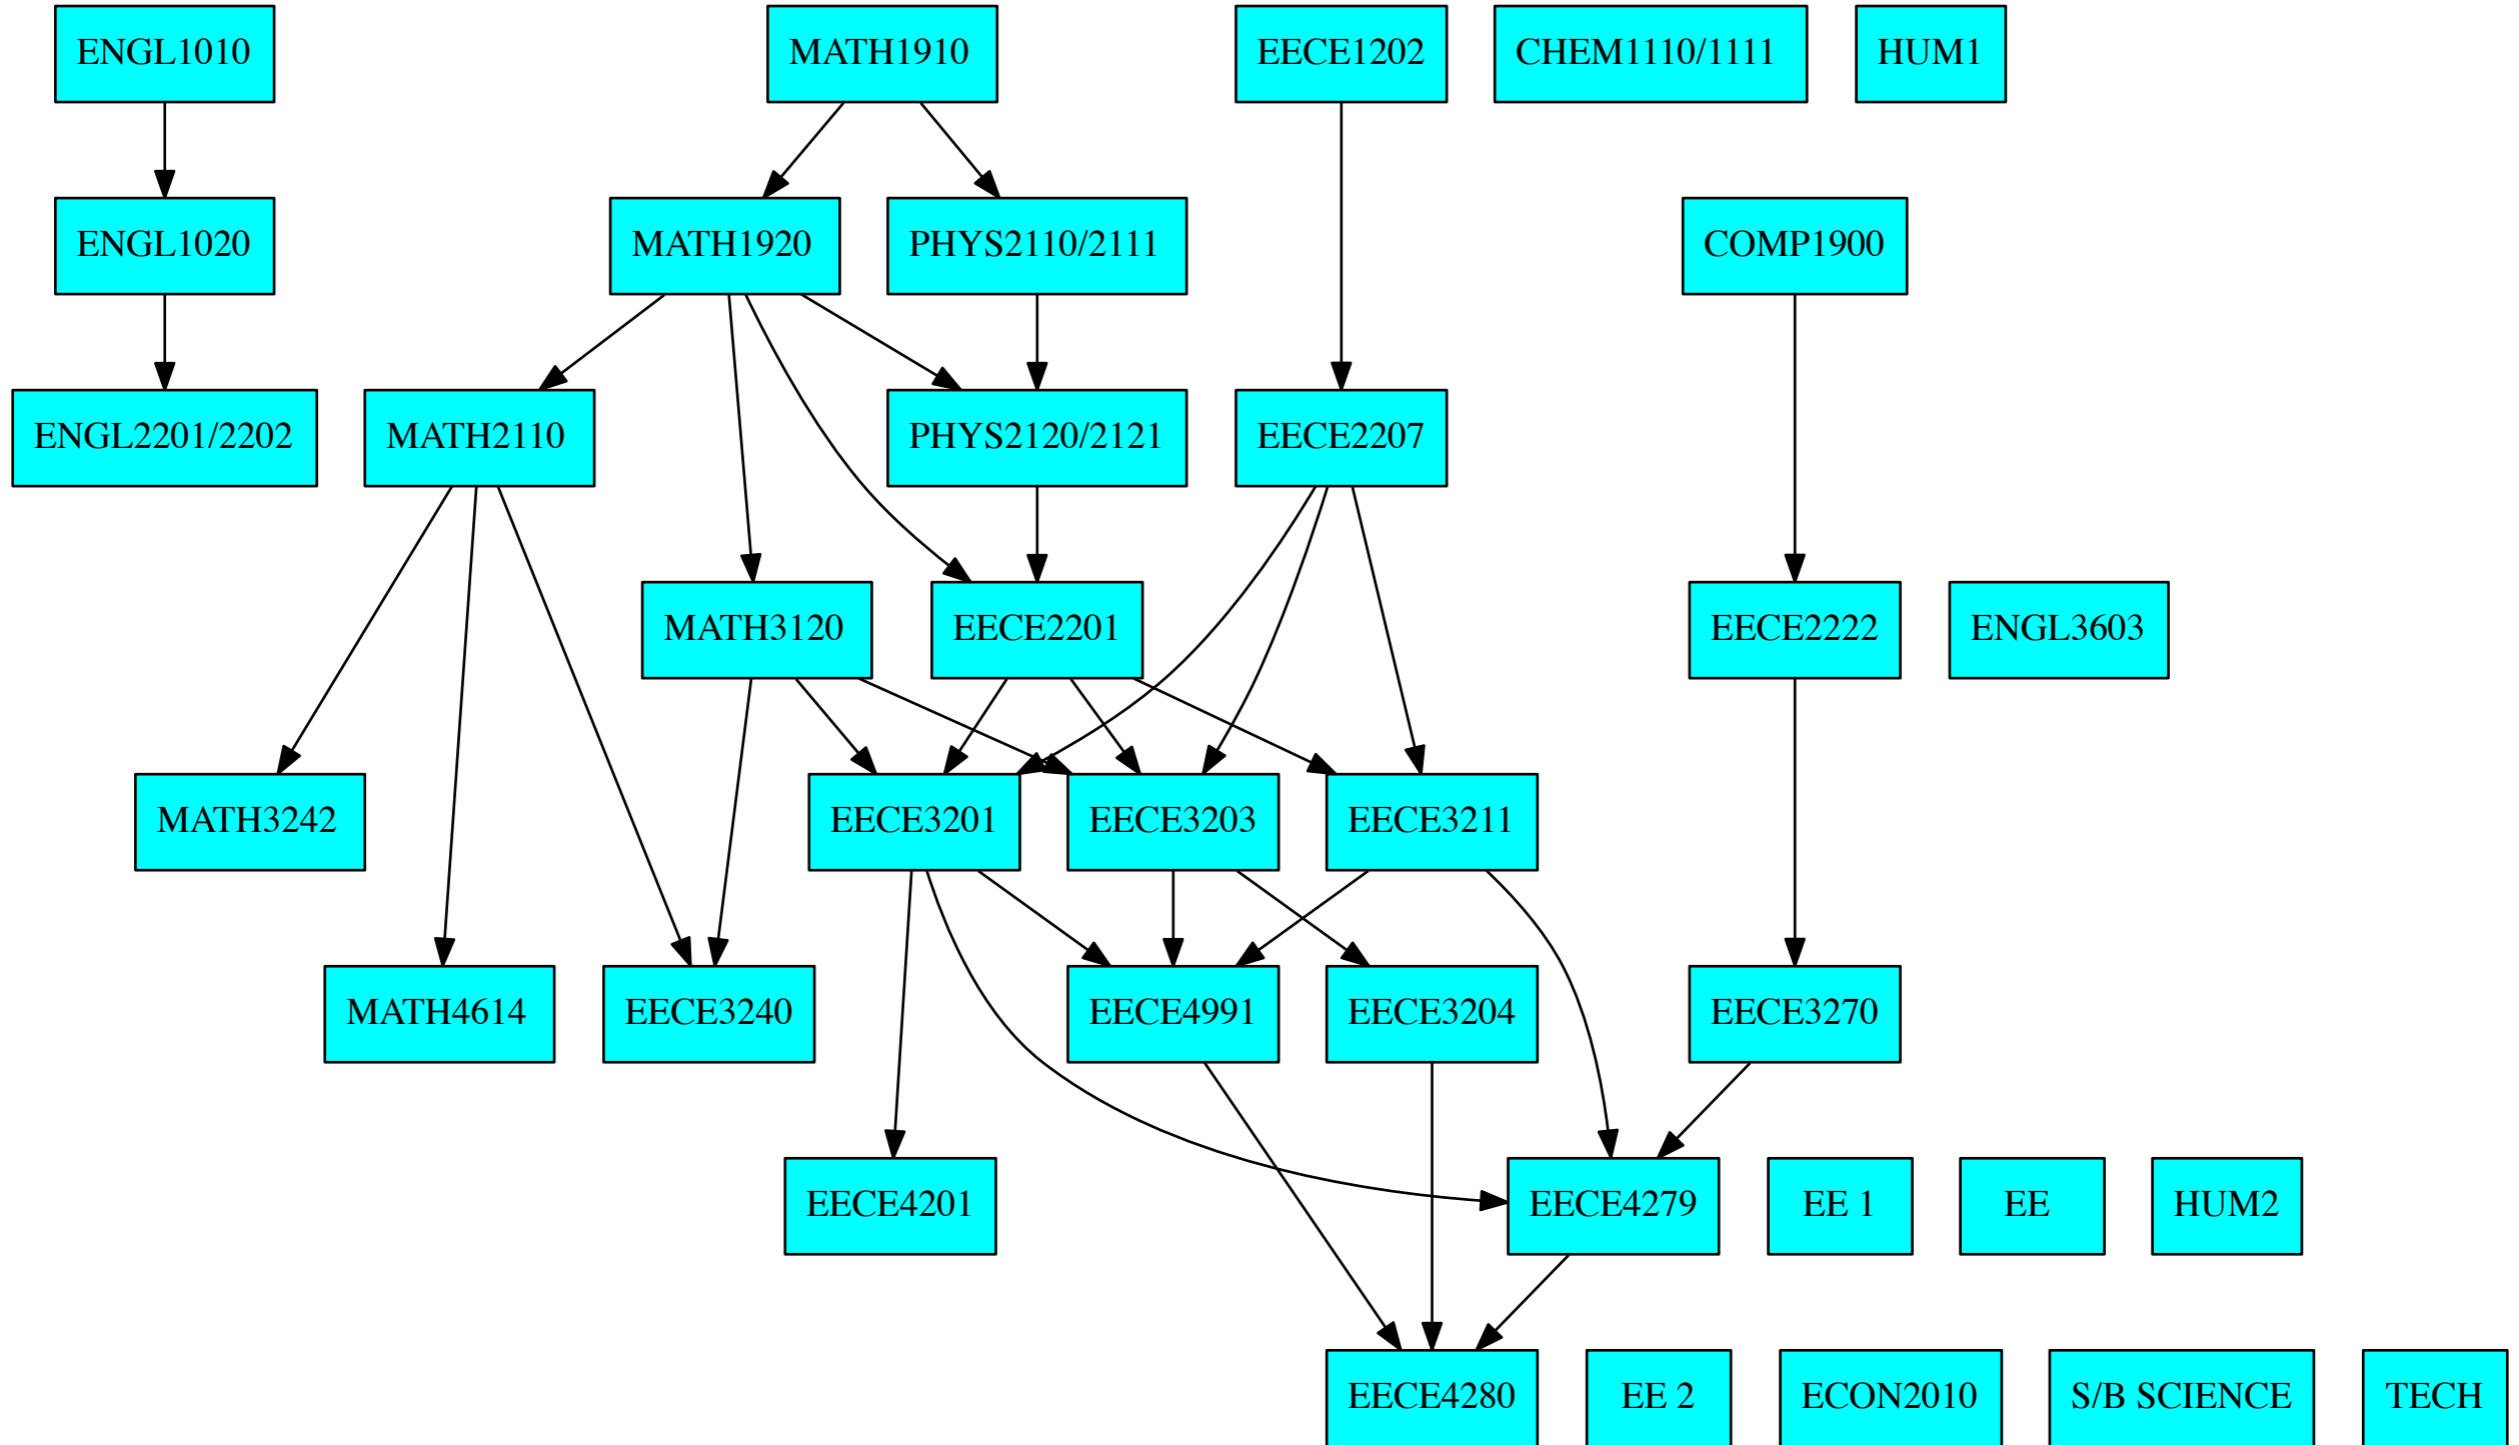 ENGL1010
MATH1910
EECE1202
CHEM1110/1111
HUM1
ENGL1020
MATH1920
PHYS2110/2111
COMP1900
ENGL2201/2202
MATH2110
PHYS2120/2121
EECE2207
MATH3120
EECE2201
EECE2222
ENGL3603
MATH3242
EECE3201
EECE3203
EECE3211
MATH4614
EECE3240
EECE4991
EECE3204
EECE3270
EECE4201
EECE4279
EE 1
EE
HUM2
EECE4280
EE 2
ECON2010
S/B SCIENCE
TECH